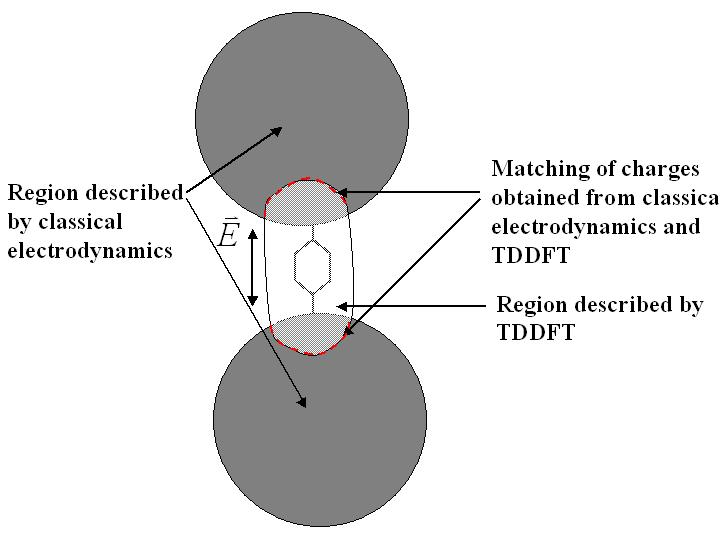 Region described
by classical
electrodynamics
E
Matching of charges
obtained from classica
electrodynamics and
TDDFT
Region described by
TDDFT